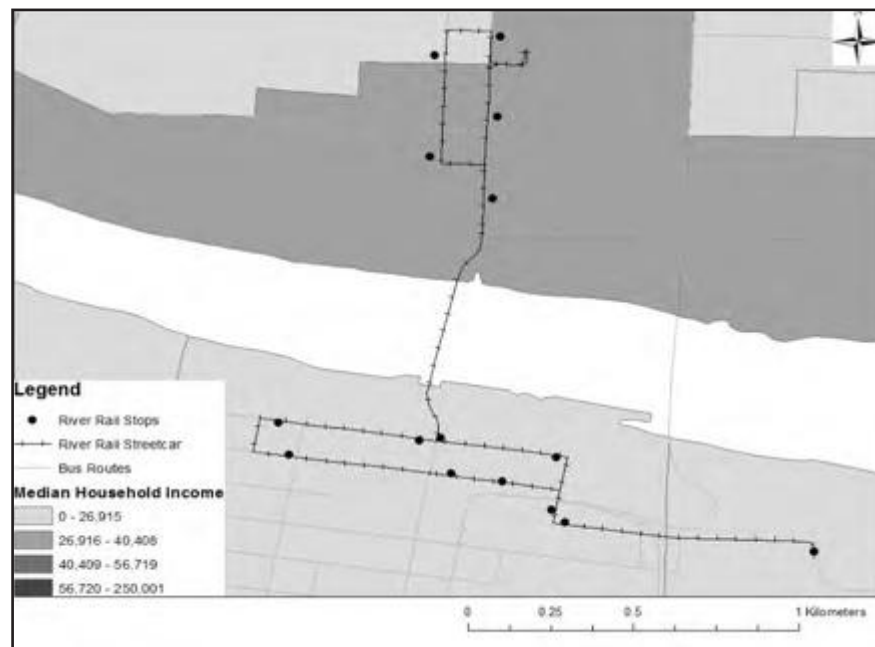 Legend
River Rail Stops
River Rail Streetcar
Bus Routes
Median Household Income
0 - 26,915
26,916 - 40,408
40,409 - 56,719
56,720 - 250,001
0 0.25 0.5 1 Kilometers